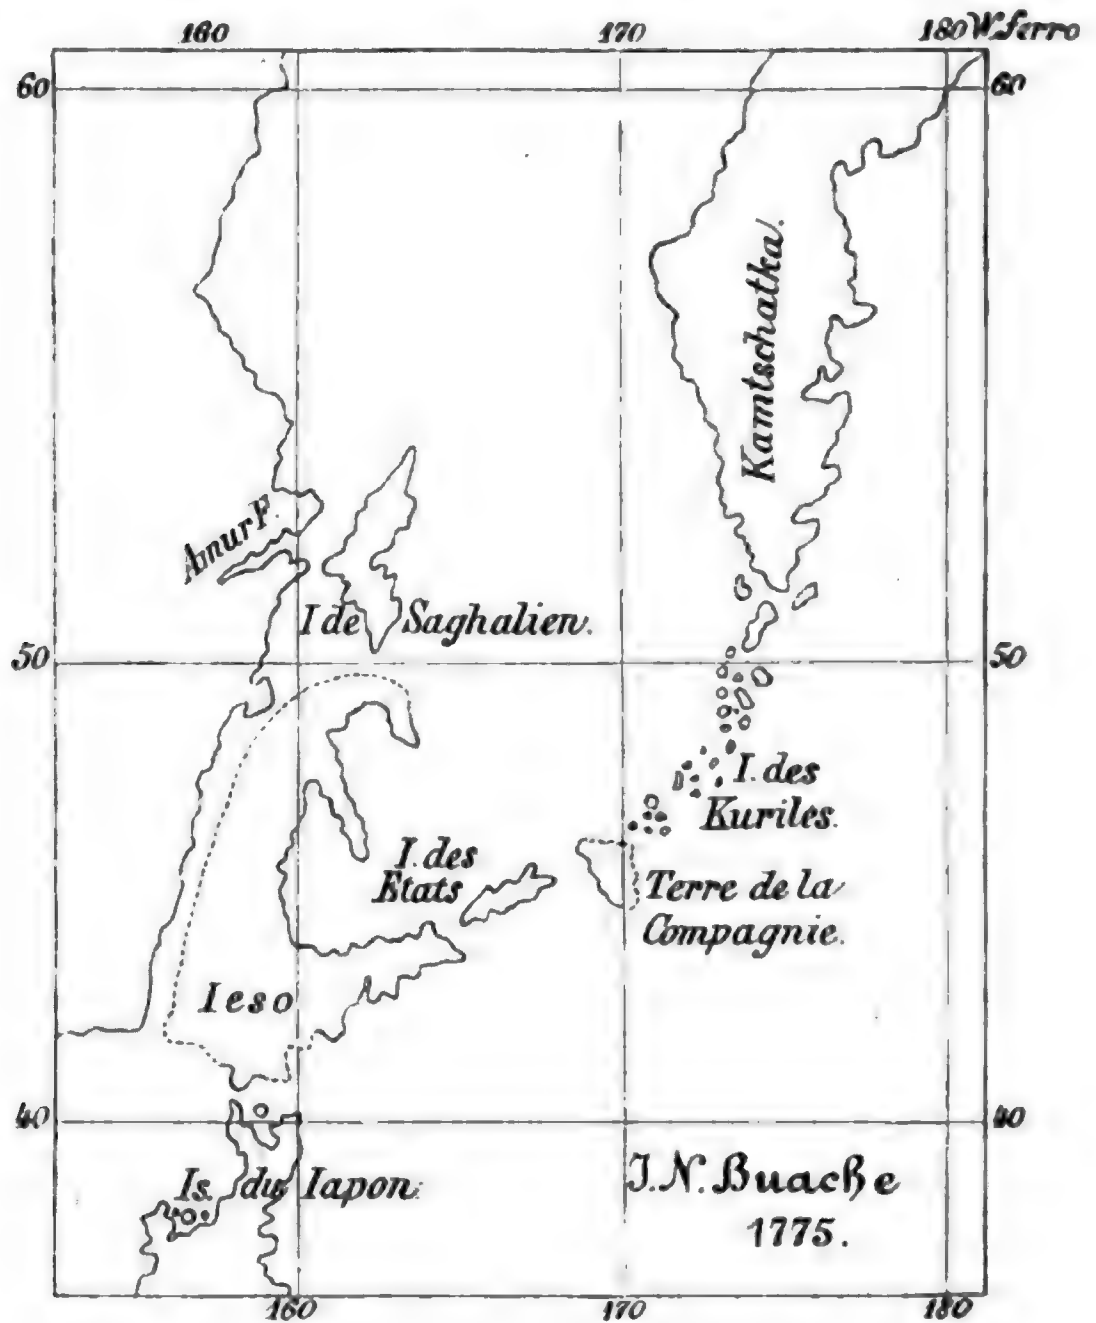 160 170 180 W. ferro
60 60
Kamtschatka.
Amur F.
I de Saghalien.
50 50
I. des
Kuriles.
I. des
Etats
Terre de la
Compagnie.
Ieso
40 40
Is. du Iapon.
J. N. Buache
1775.
160 170 180